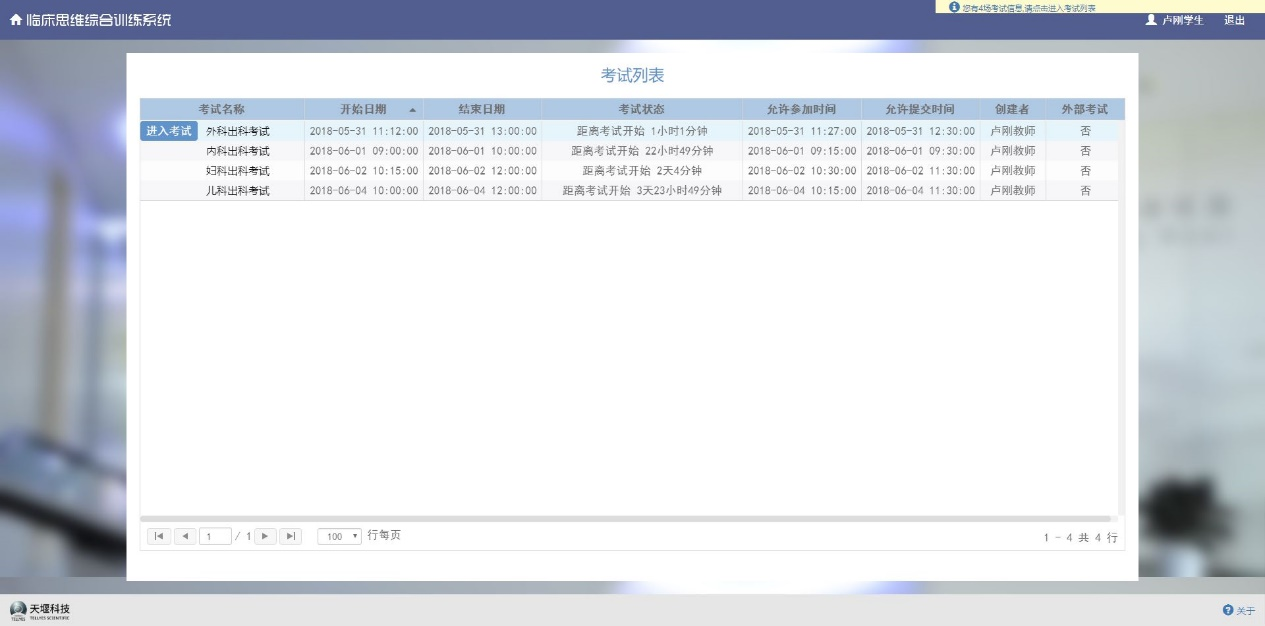 您有4场考试信息,请点击进入考试列表
临床思维综合训练系统
卢刚学生 退出
考试列表
考试名称 开始日期 结束日期 考试状态 允许参加时间 允许提交时间 创建者 外部考试
进入考试 外科出科考试 2018-05-31 11:12:00 2018-05-31 13:00:00 距离考试开始 1小时1分钟 2018-05-31 11:27:00 2018-05-31 12:30:00 卢刚教师 否
内科出科考试 2018-06-01 09:00:00 2018-06-01 10:00:00 距离考试开始 22小时49分钟 2018-06-01 09:15:00 2018-06-01 09:30:00 卢刚教师 否
妇科出科考试 2018-06-02 10:15:00 2018-06-02 12:00:00 距离考试开始 2天4分钟 2018-06-02 10:30:00 2018-06-02 11:30:00 卢刚教师 否
儿科出科考试 2018-06-04 10:00:00 2018-06-04 12:00:00 距离考试开始 3天23小时49分钟 2018-06-04 10:15:00 2018-06-04 11:30:00 卢刚教师 否
1 / 1 100 行每页 1 - 4 共 4 行
天堰科技
TELLYES SCIENTIFIC
关于